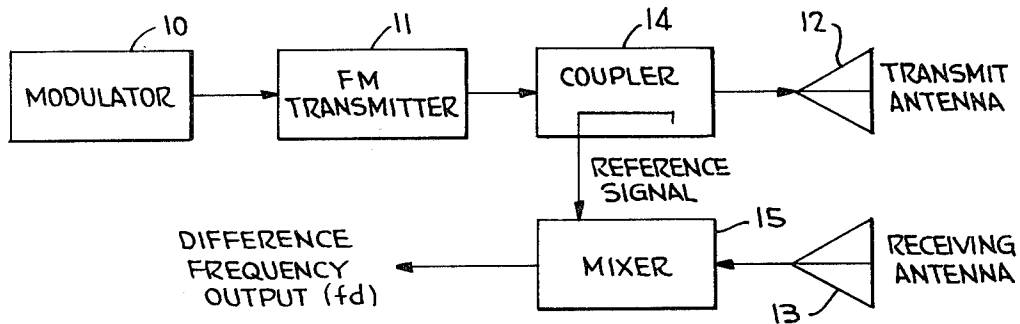 10
11
14
12
MODULATOR
FM
TRANSMITTER
COUPLER
TRANSMIT
ANTENNA
REFERENCE
SIGNAL
15
DIFFERENCE
FREQUENCY
OUTPUT (fd)
MIXER
RECEIVING
ANTENNA
13